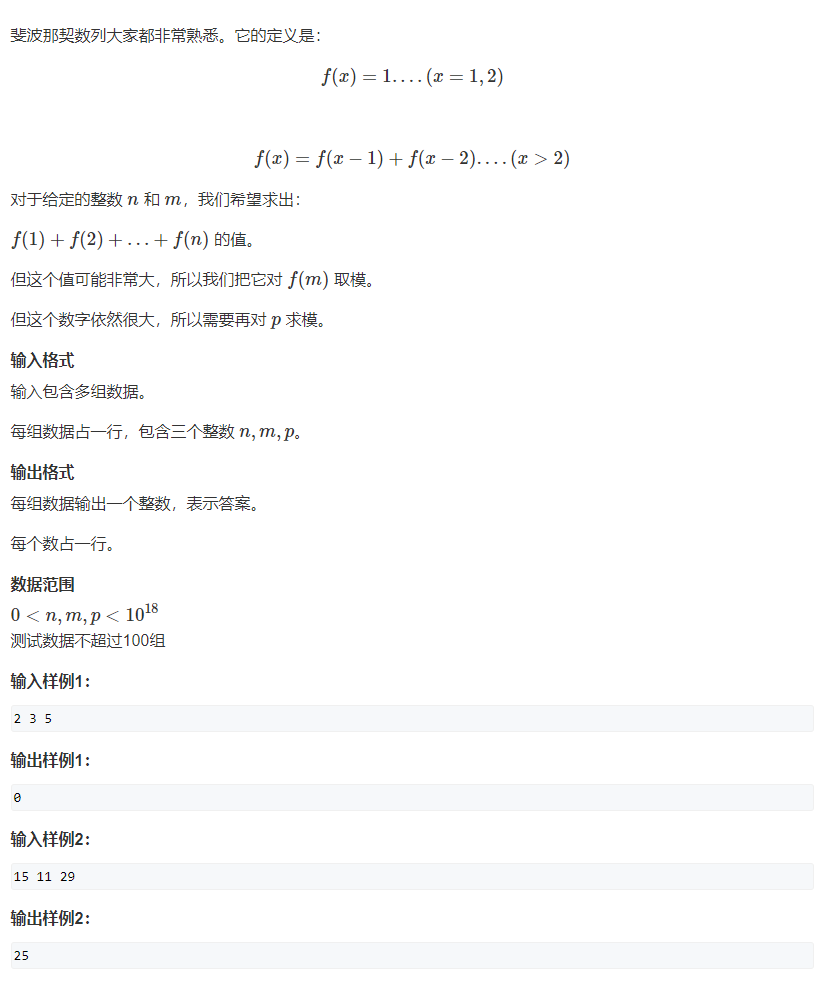 斐波那契数列大家都非常熟悉。它的定义是：
f(x) = 1....(x = 1, 2)
f(x) = f(x − 1) + f(x − 2)....(x > 2)
对于给定的整数 n 和 m，我们希望求出：
f(1) + f(2) + ... + f(n) 的值。
但这个值可能非常大，所以我们把它对 f(m) 取模。
但这个数字依然很大，所以需要再对 p 求模。
输入格式
输入包含多组数据。
每组数据占一行，包含三个整数 n, m, p。
输出格式
每组数据输出一个整数，表示答案。
每个数占一行。
数据范围
0 < n, m, p < 10^18
测试数据不超过100组
输入样例1：
2 3 5
输出样例1：
0
输入样例2：
15 11 29
输出样例2：
25